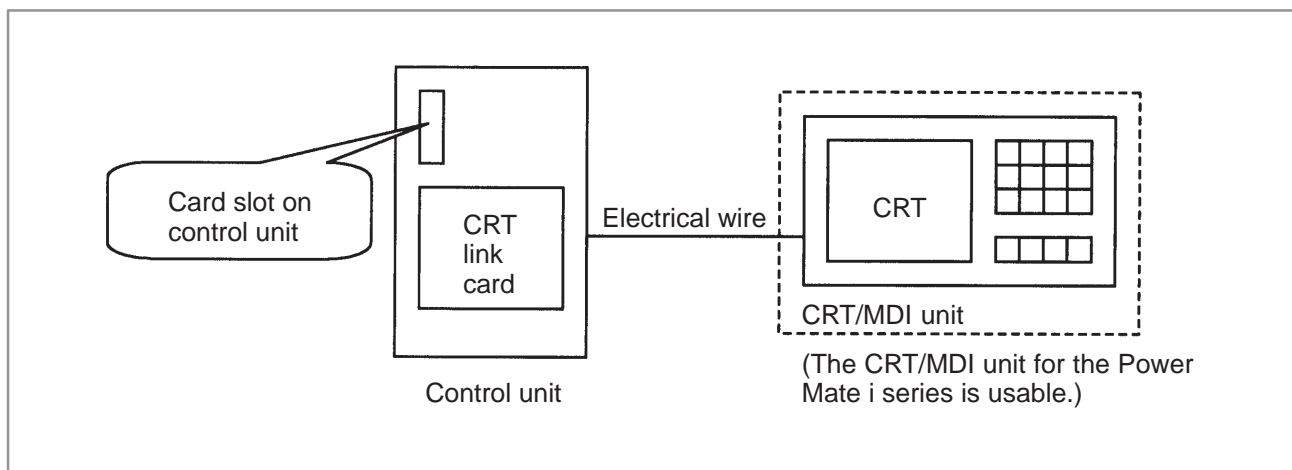 Card slot on
control unit
CRT
link
card
Electrical wire
CRT
CRT/MDI unit
(The CRT/MDI unit for the Power
Mate i series is usable.)
Control unit